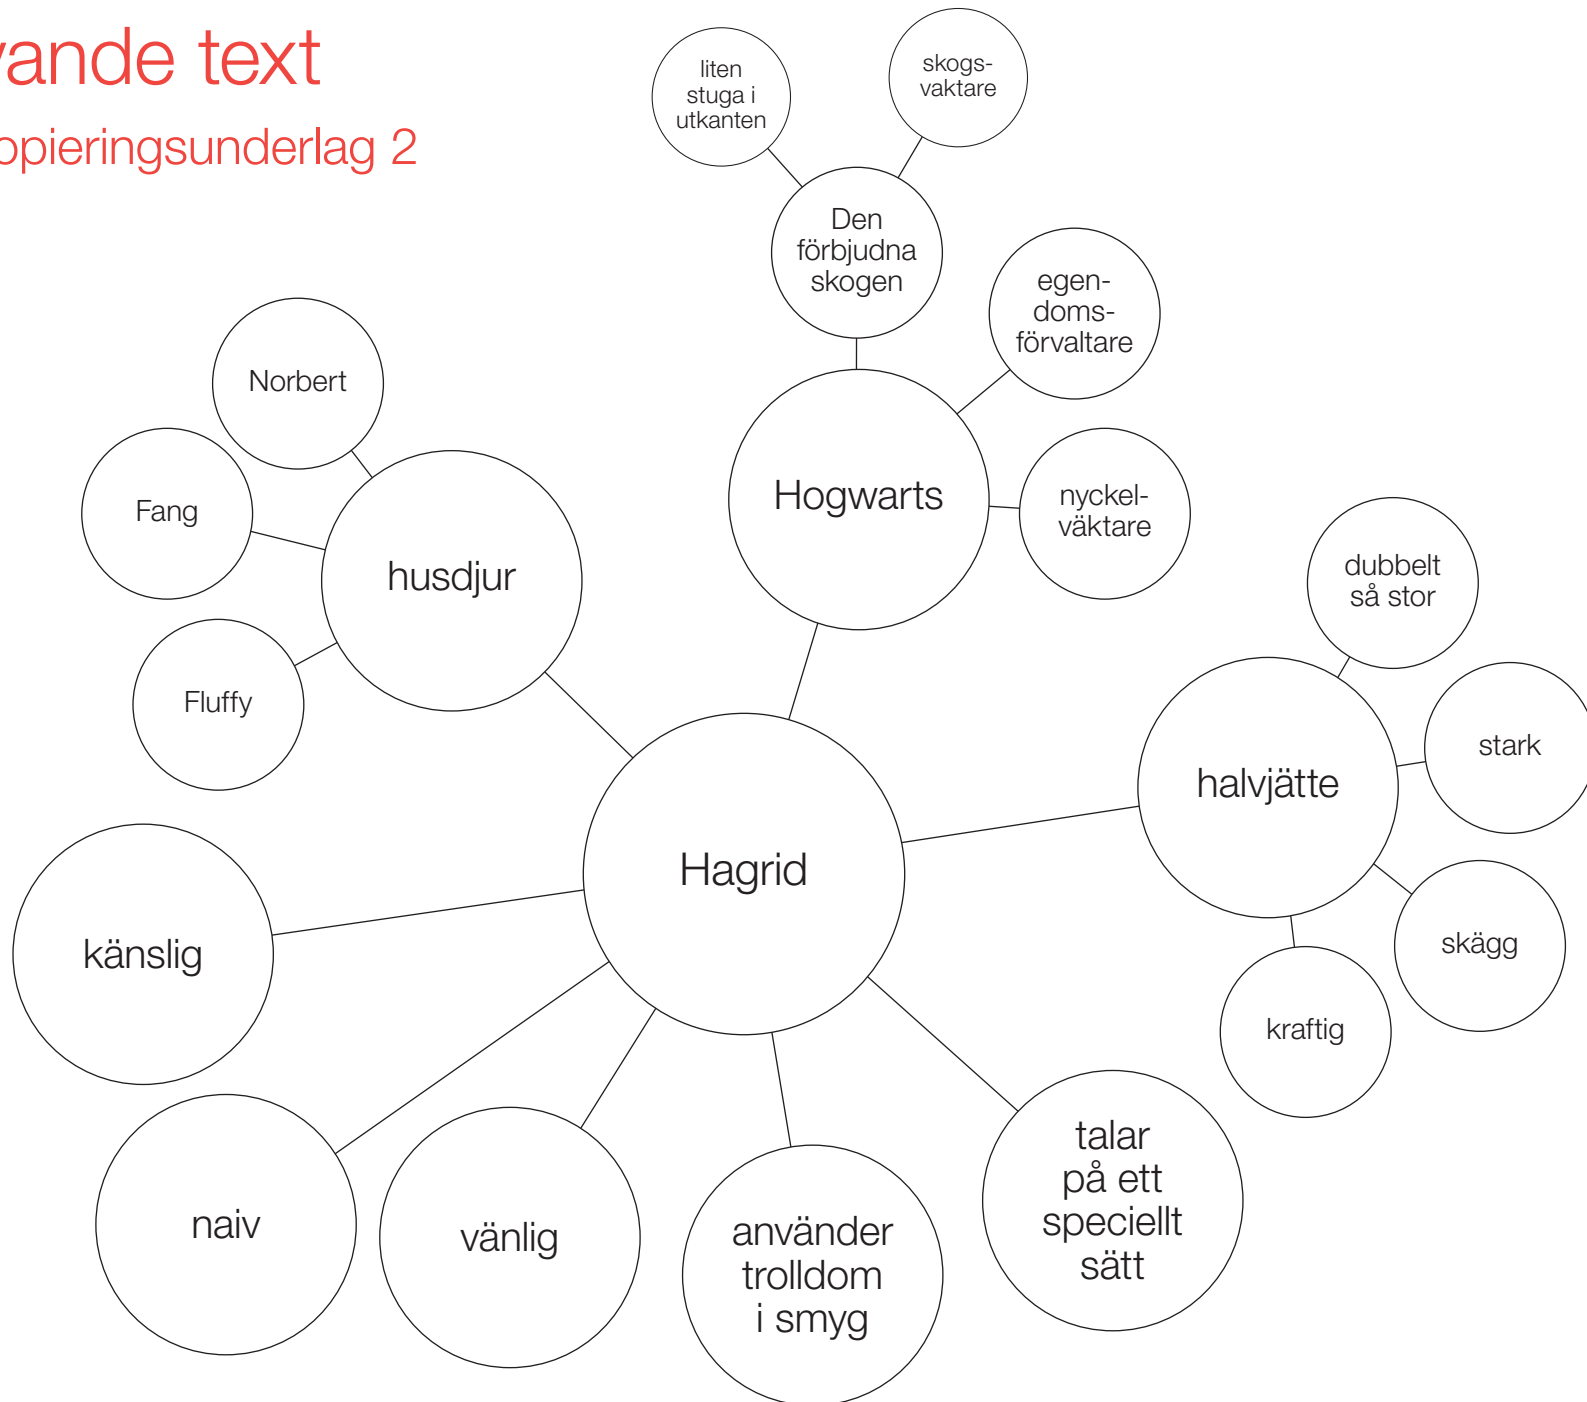 vande text
opieringsunderlag 2
liten
stuga i
utkanten
skogs-
vaktare
Den
förbjudna
skogen
egen-
doms-
förvaltare
Norbert
Fang
husdjur
Hogwarts
nyckel-
väktare
dubbelt
så stor
Fluffy
halvjätte
stark
Hagrid
känslig
skägg
kraftig
naiv
vänlig
använder
trolldom
i smyg
talar
på ett
speciellt
sätt